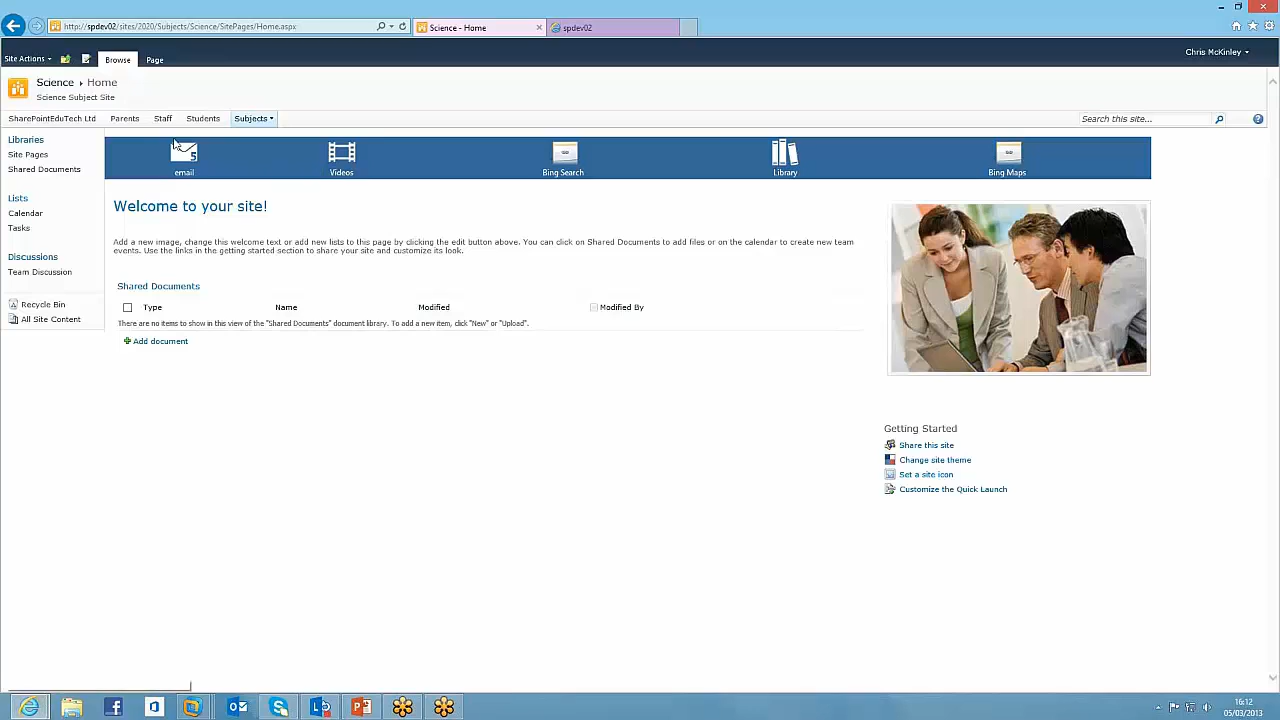 http://spdev02/sites/2020/Subjects/Science/SitePages/Home.aspx
Science - Home
spdev02
Site Actions
Browse
Page
Chris McKinley
Science ▸ Home
Science Subject Site
SharePointEduTech Ltd
Parents
Staff
Students
Subjects
Search this site...
Libraries
Site Pages
Shared Documents
Lists
Calendar
Tasks
Discussions
Team Discussion
Recycle Bin
All Site Content
5
email
Videos
Bing Search
Library
Bing Maps
Welcome to your site!
Add a new image, change this welcome text or add new lists to this page by clicking the edit button above. You can click on Shared Documents to add files or on the calendar to create new team
events. Use the links in the getting started section to share your site and customize its look.
Shared Documents
Type Name Modified Modified By
There are no items to show in this view of the "Shared Documents" document library. To add a new item, click "New" or "Upload".
Add document
Getting Started
Share this site
Change site theme
Set a site icon
Customize the Quick Launch
16:12
05/03/2013